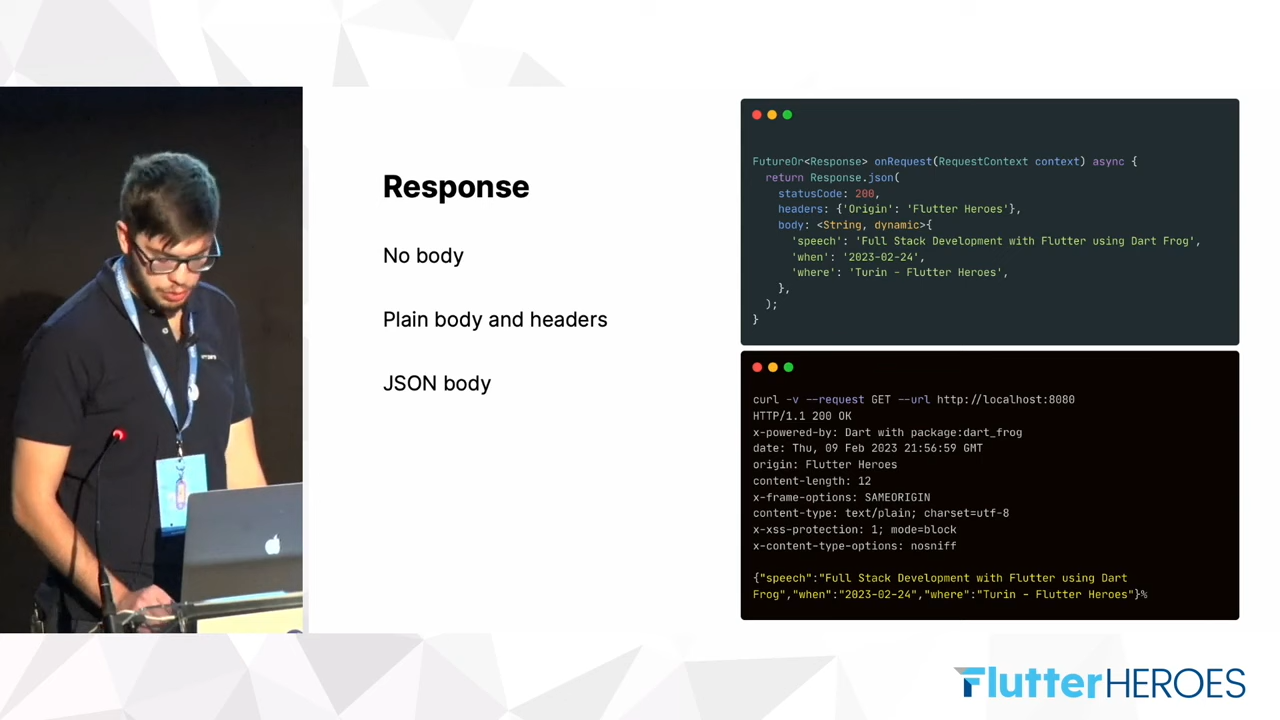 Response
No body
Plain body and headers
JSON body
FutureOr<Response> onRequest(RequestContext context) async {
return Response.json(
statusCode: 200,
headers: {'Origin': 'Flutter Heroes'},
body: <String, dynamic>{
'speech': 'Full Stack Development with Flutter using Dart Frog',
'when': '2023-02-24',
'where': 'Turin - Flutter Heroes',
},
);
}
curl -v --request GET --url http://localhost:8080
HTTP/1.1 200 OK
x-powered-by: Dart with package:dart_frog
date: Thu, 09 Feb 2023 21:56:59 GMT
origin: Flutter Heroes
content-length: 12
x-frame-options: SAMEORIGIN
content-type: text/plain; charset=utf-8
x-xss-protection: 1; mode=block
x-content-type-options: nosniff
{"speech":"Full Stack Development with Flutter using Dart
Frog","when":"2023-02-24","where":"Turin - Flutter Heroes"}%
FlutterHEROES